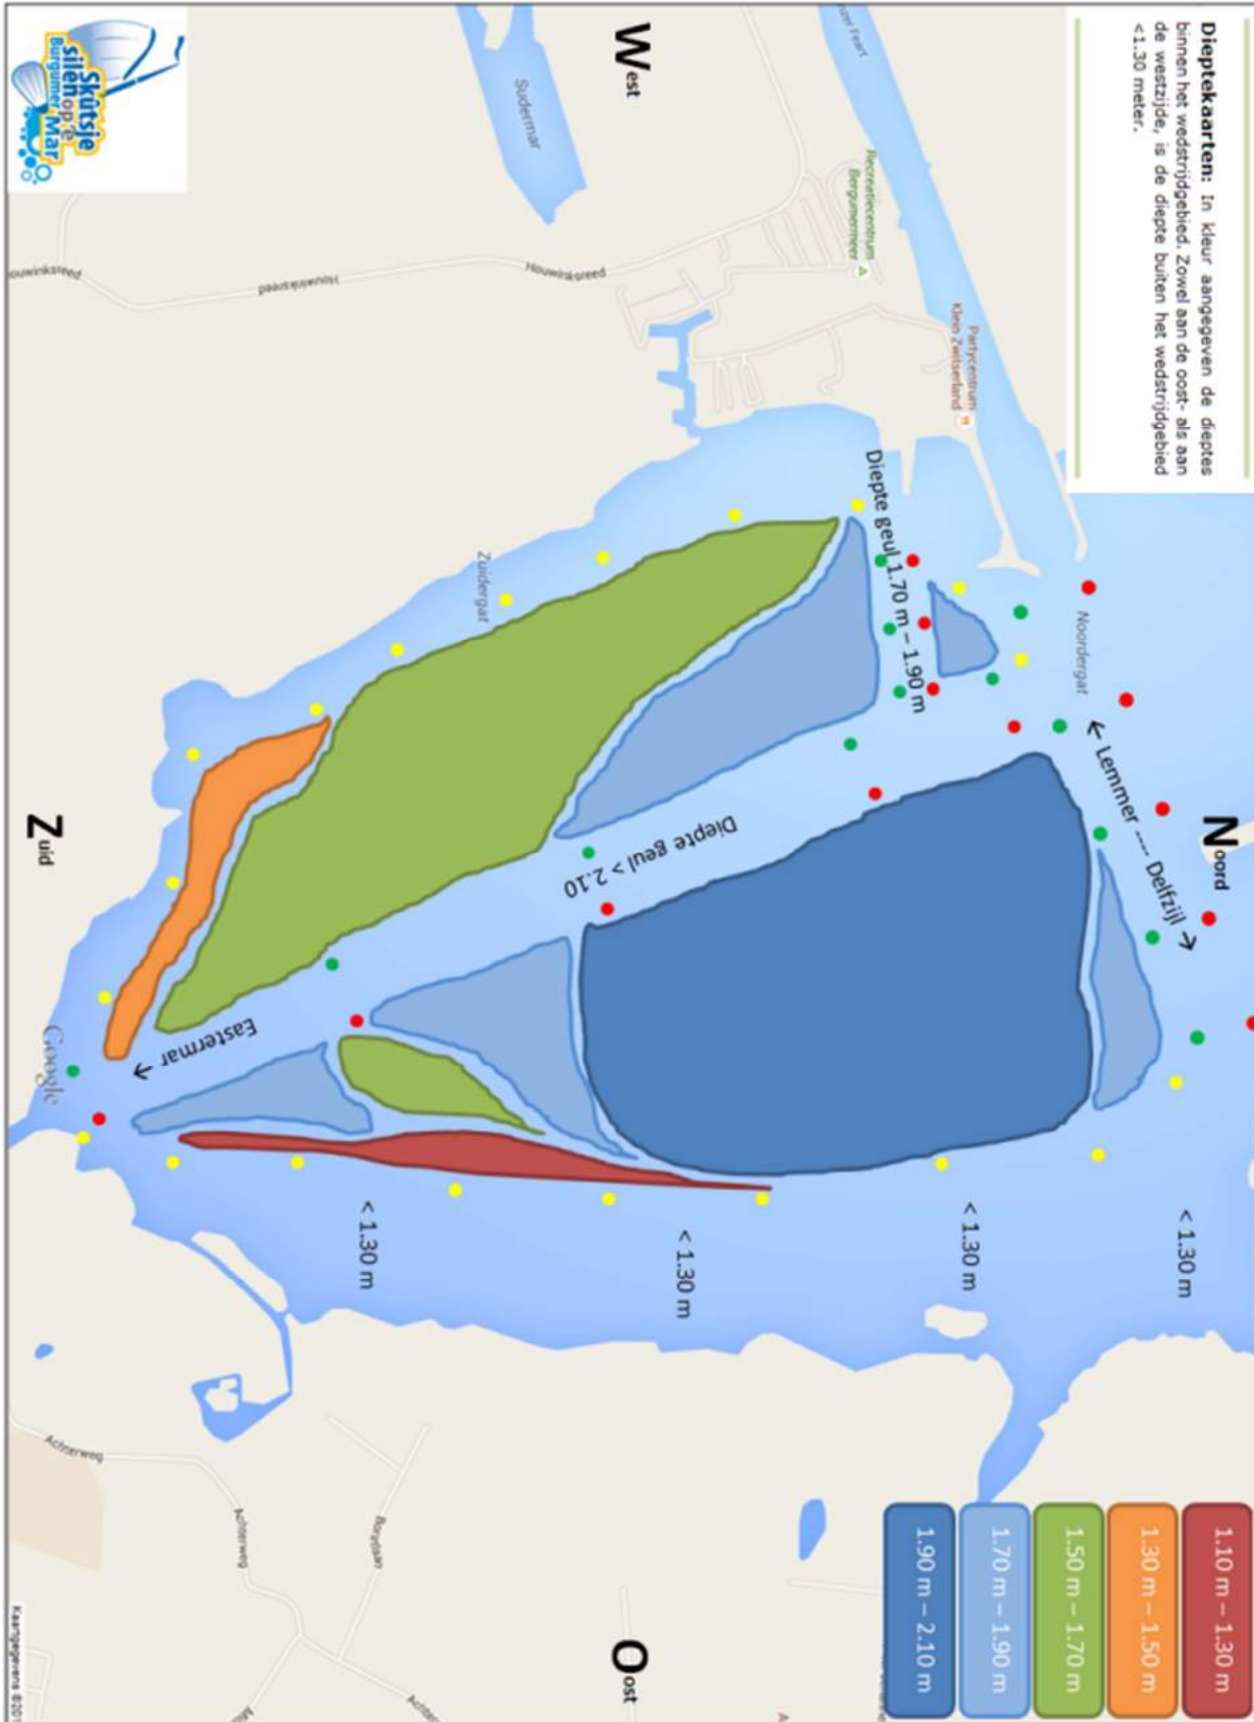 Dieptekaarten: In kleur aangegeven de dieptes
binnen het wedstrijdgebied. Zowel aan de oost- als aan
de westzijde, is de diepte buiten het wedstrijdgebied
<1.30 meter.
Noord
West
Oost
Zuid
1.10 m – 1.30 m
1.30 m – 1.50 m
1.50 m – 1.70 m
1.70 m – 1.90 m
1.90 m – 2.10 m
← Lemmer ---- Delfzijl →
Noordergat
Diepte geul 1.70 m – 1.90 m
Diepte geul > 2.10
Eastermar →
Zuidergat
< 1.30 m
< 1.30 m
< 1.30 m
< 1.30 m
Partycentrum
Klein Zwitserland
Recreatiecentrum
Bergumermeer
Sudermar
Houwinksreed
Houwinksreed
Achterweg
Achterweg
Google
Skûtsje
silen op 'e
Burgumer Mar